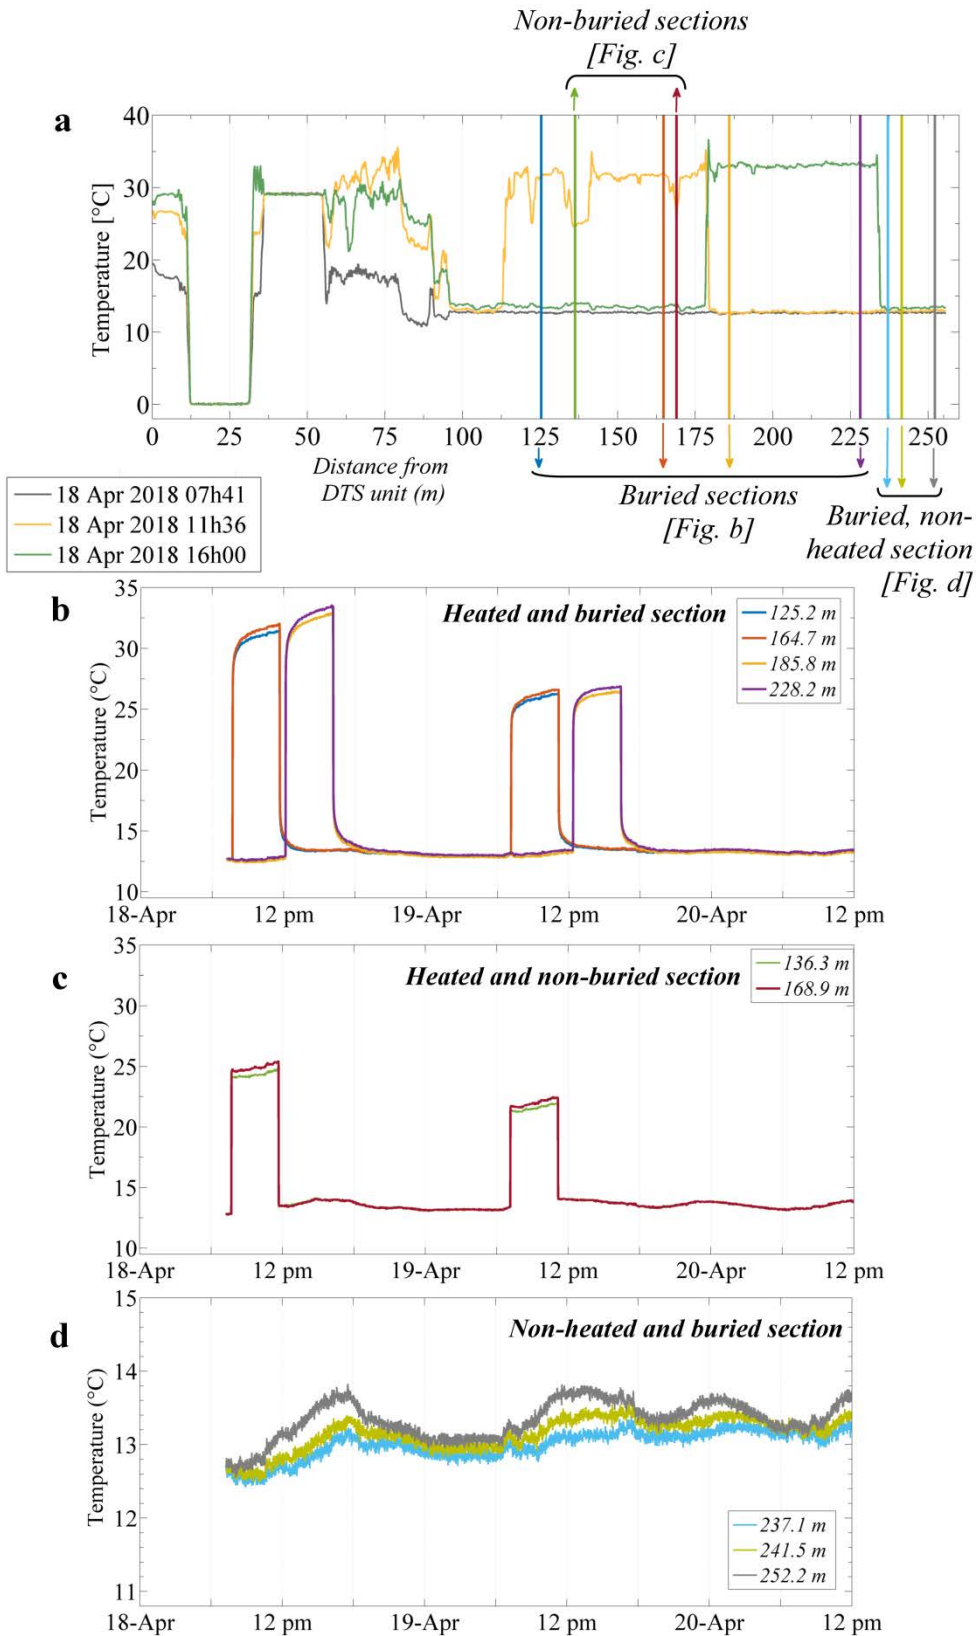 Non-buried sections
[Fig. c]
a
40
30
20
10
0
Temperature [°C]
0 25 50 75 100 125 150 175 200 225 250
Distance from
DTS unit (m)
18 Apr 2018 07h41
18 Apr 2018 11h36
18 Apr 2018 16h00
Buried sections
[Fig. b]
Buried, non-
heated section
[Fig. d]
b
Heated and buried section
125.2 m
164.7 m
185.8 m
228.2 m
35
30
25
20
15
10
Temperature (°C)
18-Apr 12 pm 19-Apr 12 pm 20-Apr 12 pm
c
Heated and non-buried section
136.3 m
168.9 m
35
30
25
20
15
10
Temperature (°C)
18-Apr 12 pm 19-Apr 12 pm 20-Apr 12 pm
d
Non-heated and buried section
15
14
13
12
11
Temperature (°C)
237.1 m
241.5 m
252.2 m
18-Apr 12 pm 19-Apr 12 pm 20-Apr 12 pm